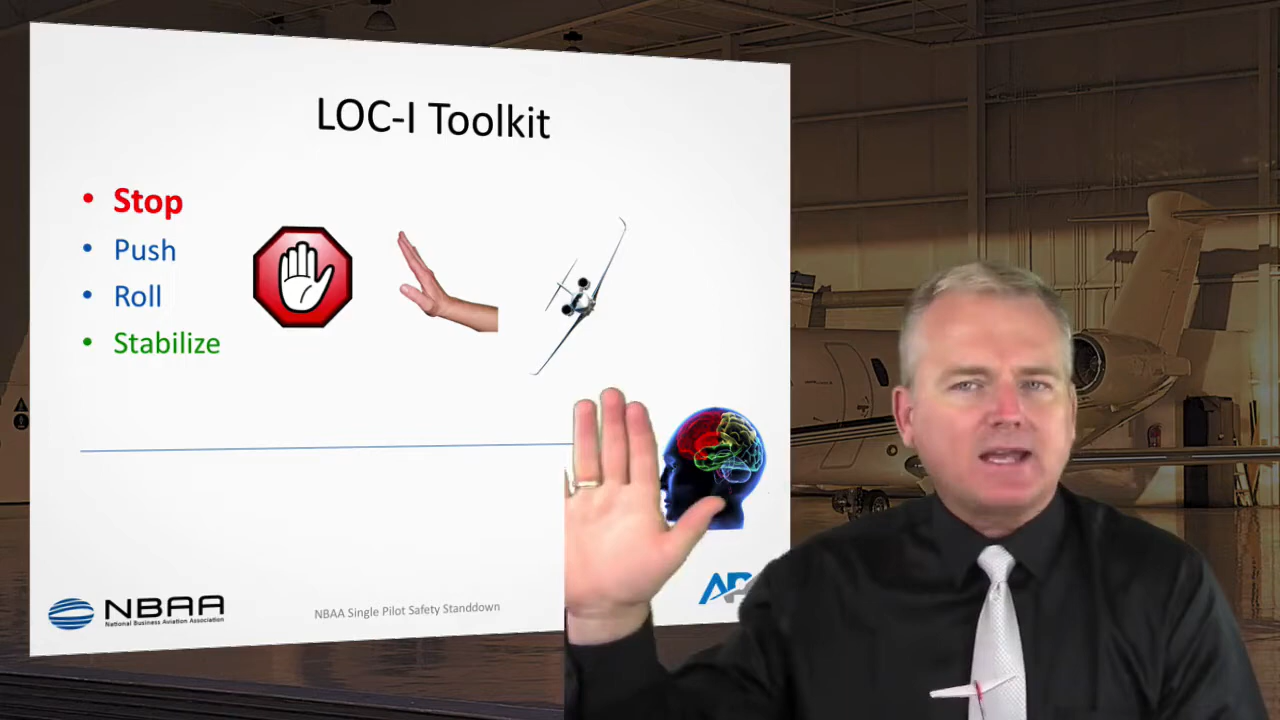 LOC-I Toolkit
• Stop
• Push
• Roll
• Stabilize
NBAA
National Business Aviation Association
NBAA Single Pilot Safety Standdown